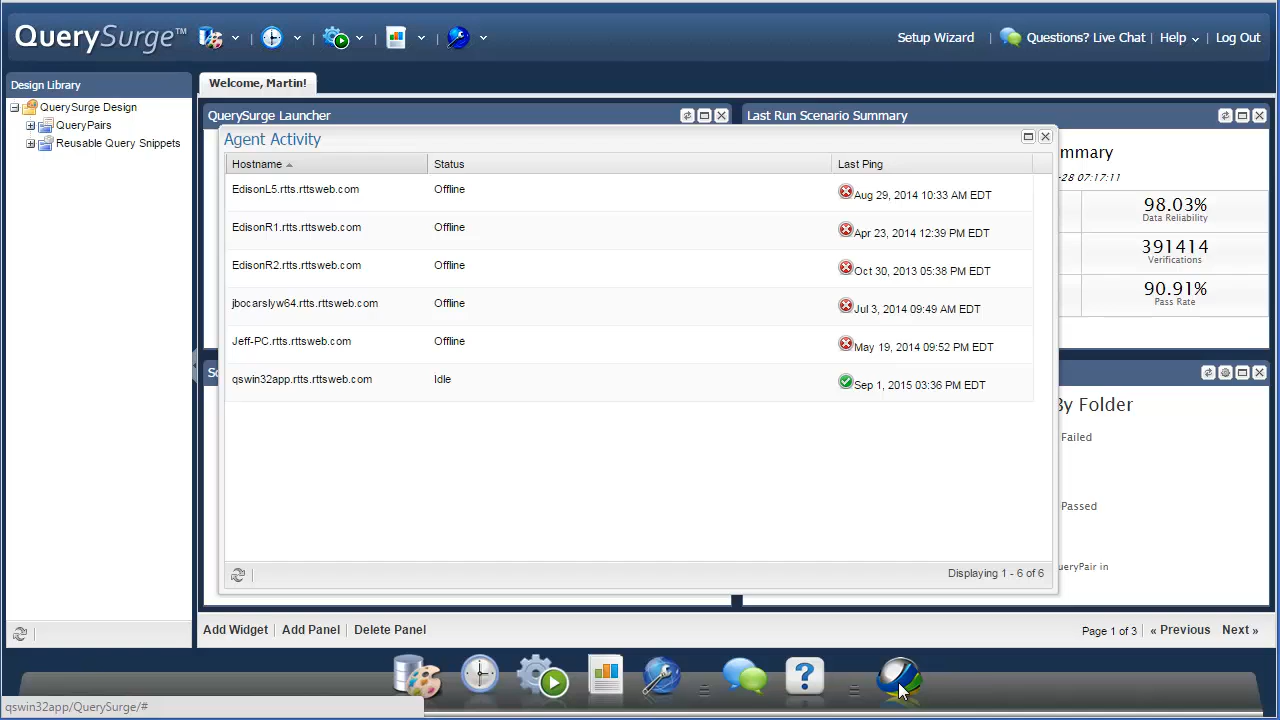 QuerySurge™
Setup Wizard
Questions? Live Chat
Help
Log Out
Design Library
QuerySurge Design
QueryPairs
Reusable Query Snippets
Welcome, Martin!
QuerySurge Launcher
Last Run Scenario Summary
Agent Activity
Hostname Status Last Ping
EdisonL5.rtts.rttsweb.com Offline Aug 29, 2014 10:33 AM EDT
EdisonR1.rtts.rttsweb.com Offline Apr 23, 2014 12:39 PM EDT
EdisonR2.rtts.rttsweb.com Offline Oct 30, 2013 05:38 PM EDT
jbocarslyw64.rtts.rttsweb.com Offline Jul 3, 2014 09:49 AM EDT
Jeff-PC.rtts.rttsweb.com Offline May 19, 2014 09:52 PM EDT
qswin32app.rtts.rttsweb.com Idle Sep 1, 2015 03:36 PM EDT
Displaying 1 - 6 of 6
-28 07:17:11
98.03%
Data Reliability
391414
Verifications
90.91%
Pass Rate
By Folder
Failed
Passed
in
Add Widget | Add Panel | Delete Panel
Page 1 of 3 « Previous Next »
?
qswin32app/QuerySurge/#